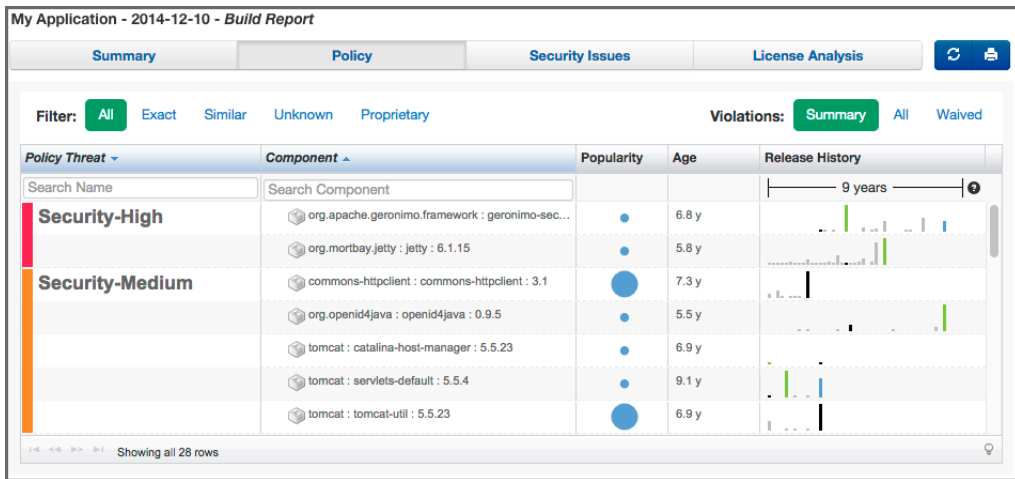 My Application - 2014-12-10 - Build Report
Summary Policy Security Issues License Analysis
Filter: All Exact Similar Unknown Proprietary Violations: Summary All Waived
Policy Threat Component Popularity Age Release History
Search Name Search Component 9 years ?
Security-High org.apache.geronimo.framework : geronimo-sec... 6.8 y
org.mortbay.jetty : jetty : 6.1.15 5.8 y
Security-Medium commons-httpclient : commons-httpclient : 3.1 7.3 y
org.openid4java : openid4java : 0.9.5 5.5 y
tomcat : catalina-host-manager : 5.5.23 6.9 y
tomcat : servlets-default : 5.5.4 9.1 y
tomcat : tomcat-util : 5.5.23 6.9 y
Showing all 28 rows